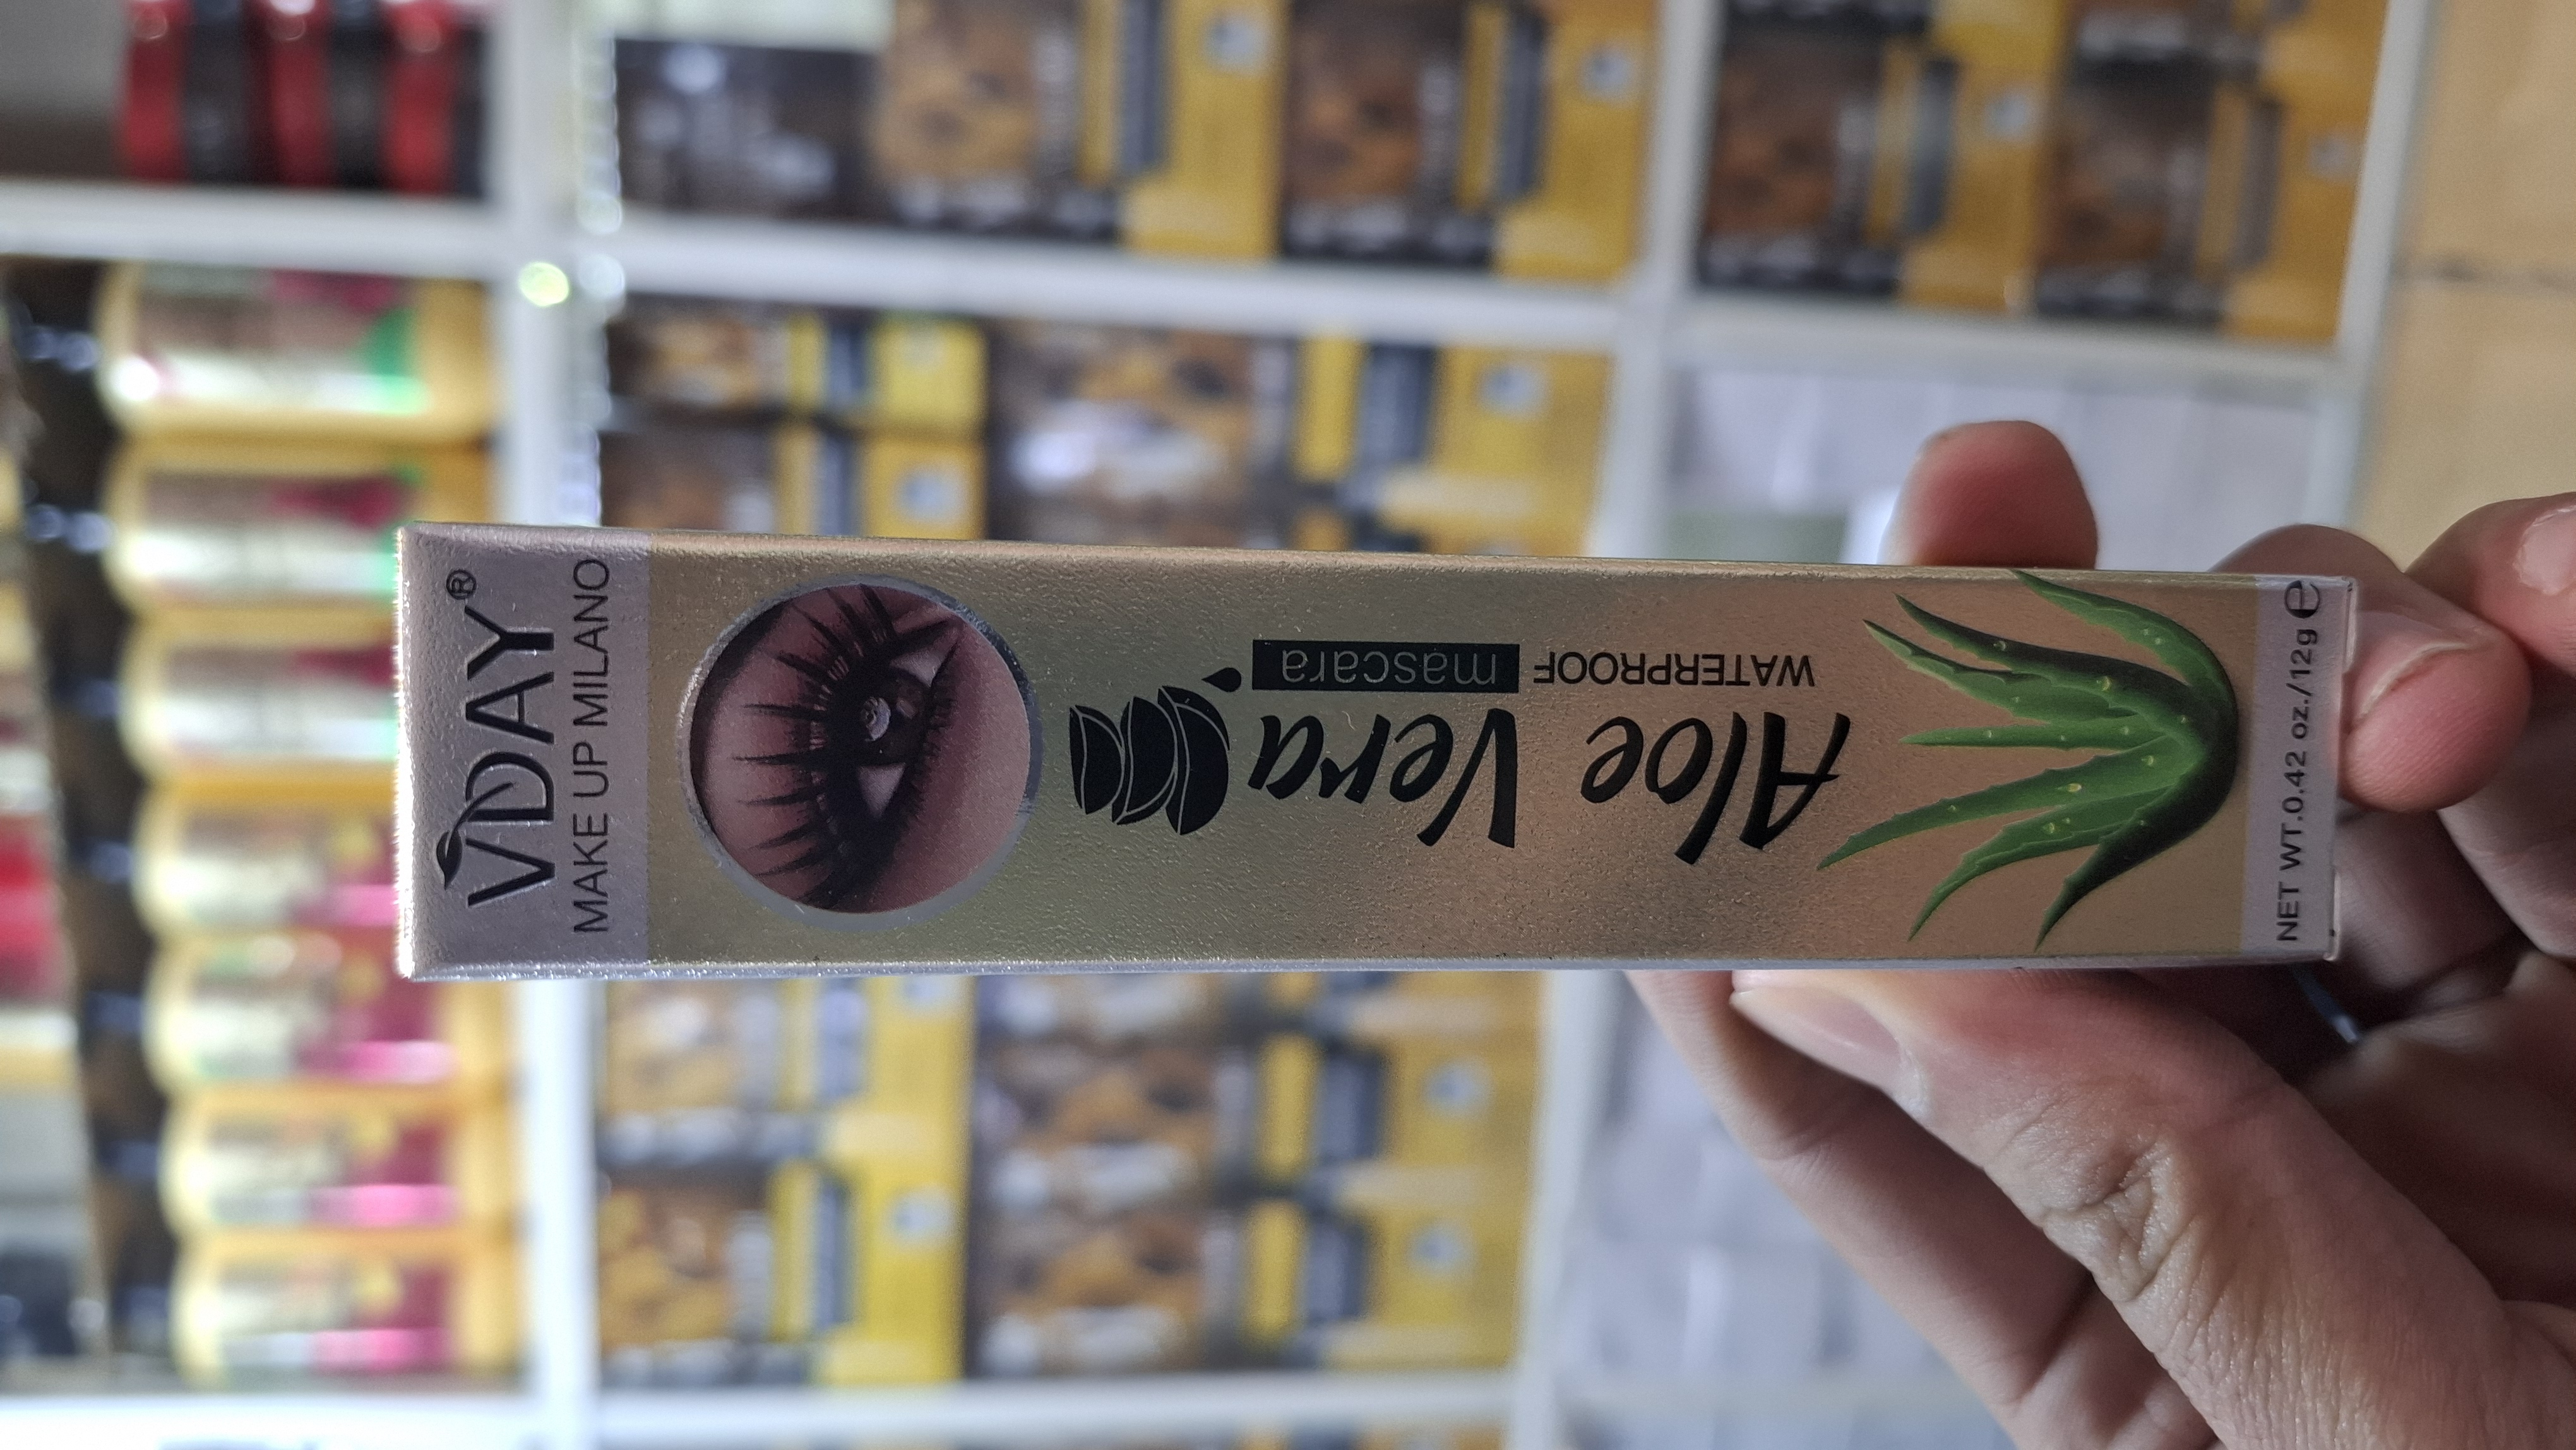 VDAY®
MAKE UP MILANO
Aloe Vera
WATERPROOF mascara
NET WT.0.42 oz./12g ℮